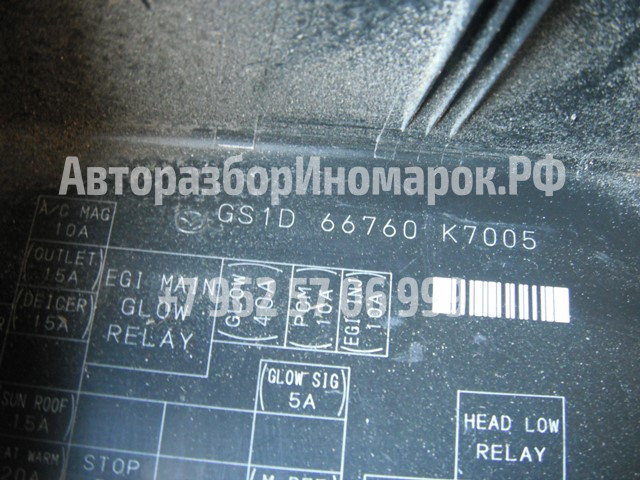 АвторазборИномарок.РФ
GS1D 66760 K7005
A/C MAG
10A
(OUTLET)
15A
(DEICER)
15A
EGI MAIN
GLOW
RELAY
(GLOW)
40A
(PCM)
10A
(EGI INJ)
10A
(GLOW SIG)
5A
SUN ROOF
15A
HEAD LOW
RELAY
STOP